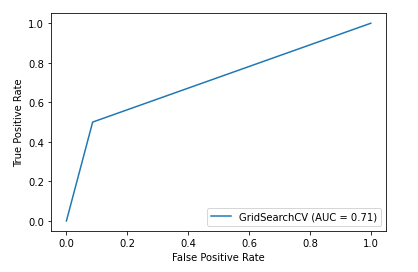 1.0
0.8
0.6
0.4
0.2
0.0
True Positive Rate
GridSearchCV (AUC = 0.71)
0.0 0.2 0.4 0.6 0.8 1.0
False Positive Rate